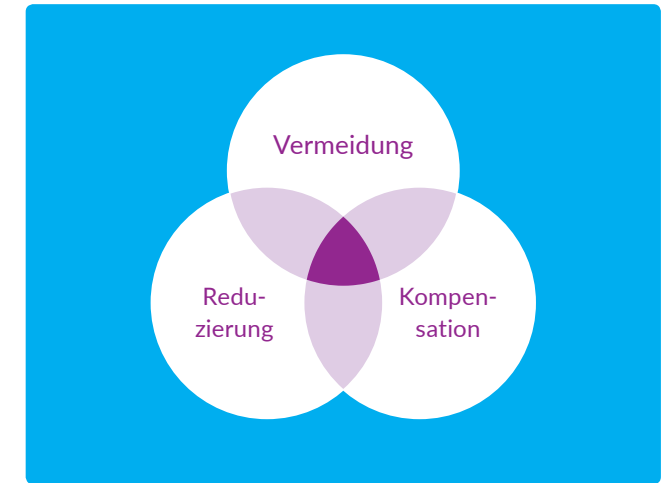 Vermeidung
Redu-
zierung
Kompen-
sation